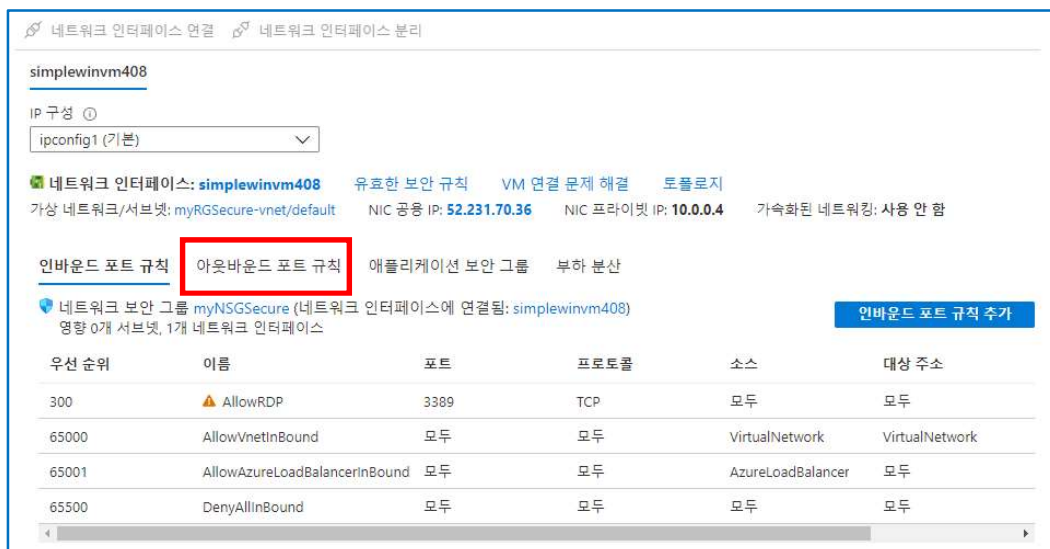 네트워크 인터페이스 연결 네트워크 인터페이스 분리
simplewinvm408
IP 구성
ipconfig1 (기본)
네트워크 인터페이스: simplewinvm408 유효한 보안 규칙 VM 연결 문제 해결 토폴로지
가상 네트워크/서브넷: myRGSecure-vnet/default NIC 공용 IP: 52.231.70.36 NIC 프라이빗 IP: 10.0.0.4 가속화된 네트워킹: 사용 안 함
인바운드 포트 규칙 아웃바운드 포트 규칙 애플리케이션 보안 그룹 부하 분산
네트워크 보안 그룹 myNSGSecure (네트워크 인터페이스에 연결됨: simplewinvm408) 인바운드 포트 규칙 추가
영향 0개 서브넷, 1개 네트워크 인터페이스
우선 순위 이름 포트 프로토콜 소스 대상 주소
300 AllowRDP 3389 TCP 모두 모두
65000 AllowVnetInBound 모두 모두 VirtualNetwork VirtualNetwork
65001 AllowAzureLoadBalancerInBound 모두 모두 AzureLoadBalancer 모두
65500 DenyAllInBound 모두 모두 모두 모두